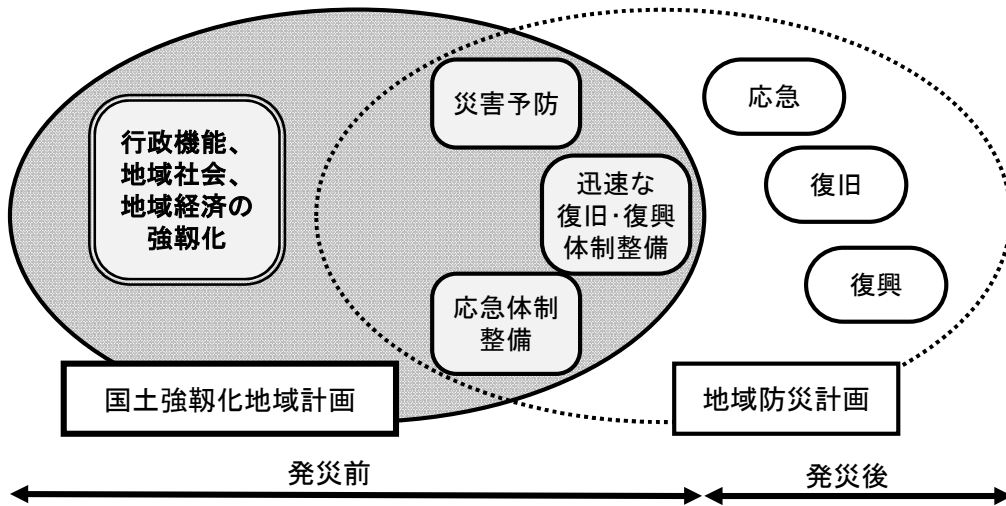 行政機能、
地域社会、
地域経済の
強靱化
災害予防
迅速な
復旧・復興
体制整備
応急体制
整備
応急
復旧
復興
国土強靱化地域計画
地域防災計画
発災前
発災後